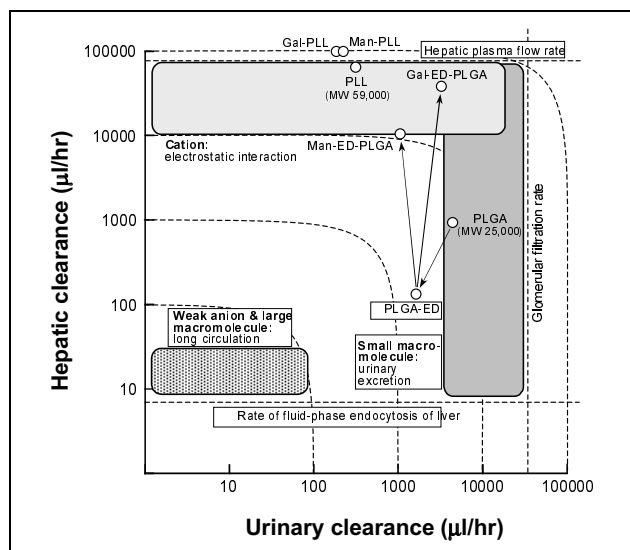 Gal-PLL Man-PLL
Hepatic plasma flow rate
PLL
(MW 59,000)
Gal-ED-PLGA
Cation:
electrostatic interaction
Man-ED-PLGA
PLGA
(MW 25,000)
PLGA-ED
Weak anion & large
macromolecule:
long circulation
Small macro-
molecule:
urinary
excretion
Rate of fluid-phase endocytosis of liver
Glomerular filtration rate
Hepatic clearance (μl/hr)
100000
10000
1000
100
10
10 100 1000 10000 100000
Urinary clearance (μl/hr)